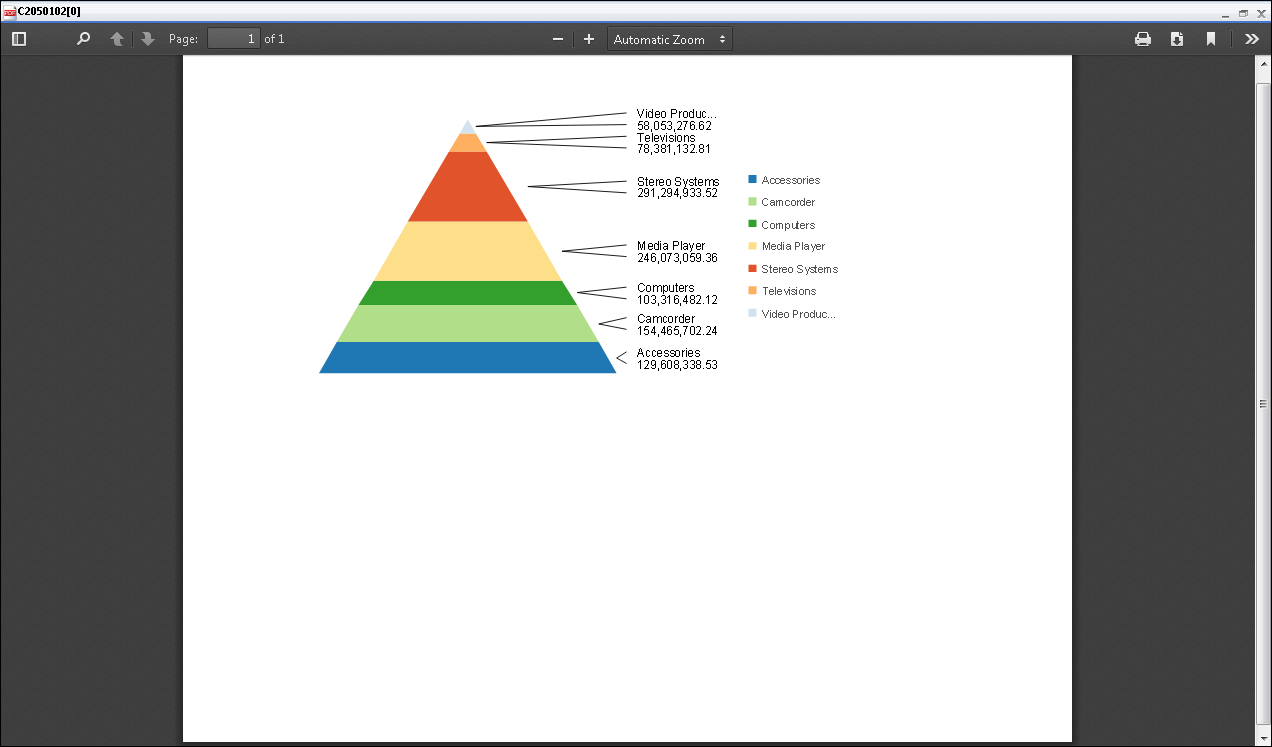 C2050102[0]
Page: 1 of 1
Automatic Zoom
Video Produc...
58,053,276.62
Televisions
78,381,132.81
Stereo Systems
291,294,933.52
Media Player
246,073,059.36
Computers
103,316,482.12
Camcorder
154,465,702.24
Accessories
129,608,338.53
Accessories
Camcorder
Computers
Media Player
Stereo Systems
Televisions
Video Produc...